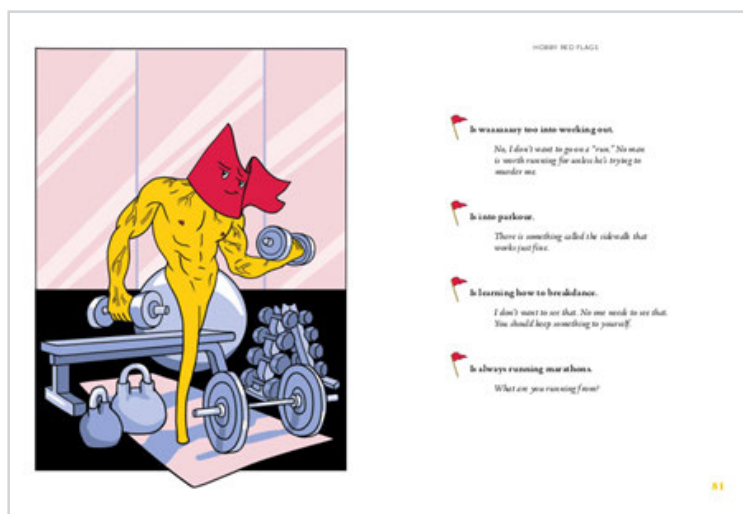 HOBBY RED FLAGS
Is waaaaaay too into working out.
No, I don't want to go on a "run." No man
is worth running for unless he's trying to
murder me.
Is into parkour.
There is something called the sidewalk that
works just fine.
Is learning how to breakdance.
I don't want to see that. No one needs to see that.
You should keep something to yourself.
Is always running marathons.
What are you running from?
81